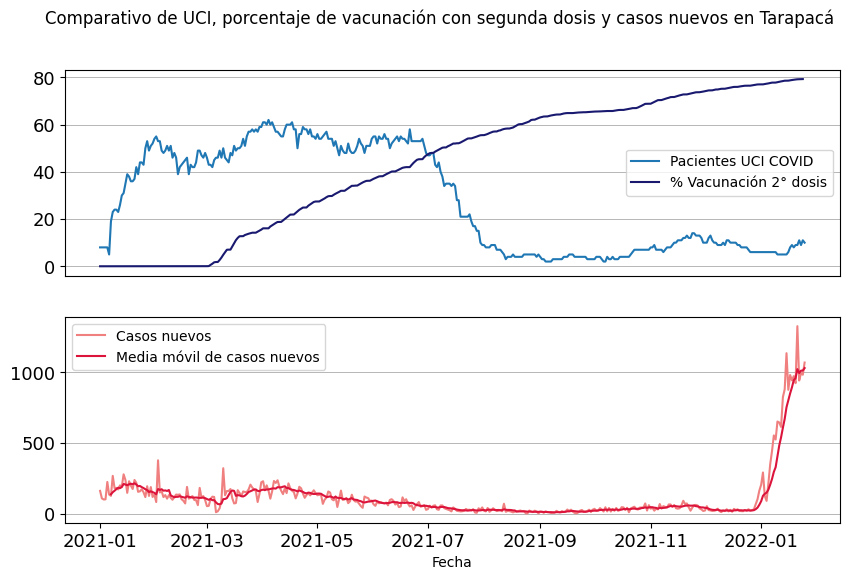 Comparativo de UCI, porcentaje de vacunación con segunda dosis y casos nuevos en Tarapacá
80
60
40
20
0
Pacientes UCI COVID
% Vacunación 2° dosis
Casos nuevos
Media móvil de casos nuevos
1000
500
0
2021-01 2021-03 2021-05 2021-07 2021-09 2021-11 2022-01
Fecha